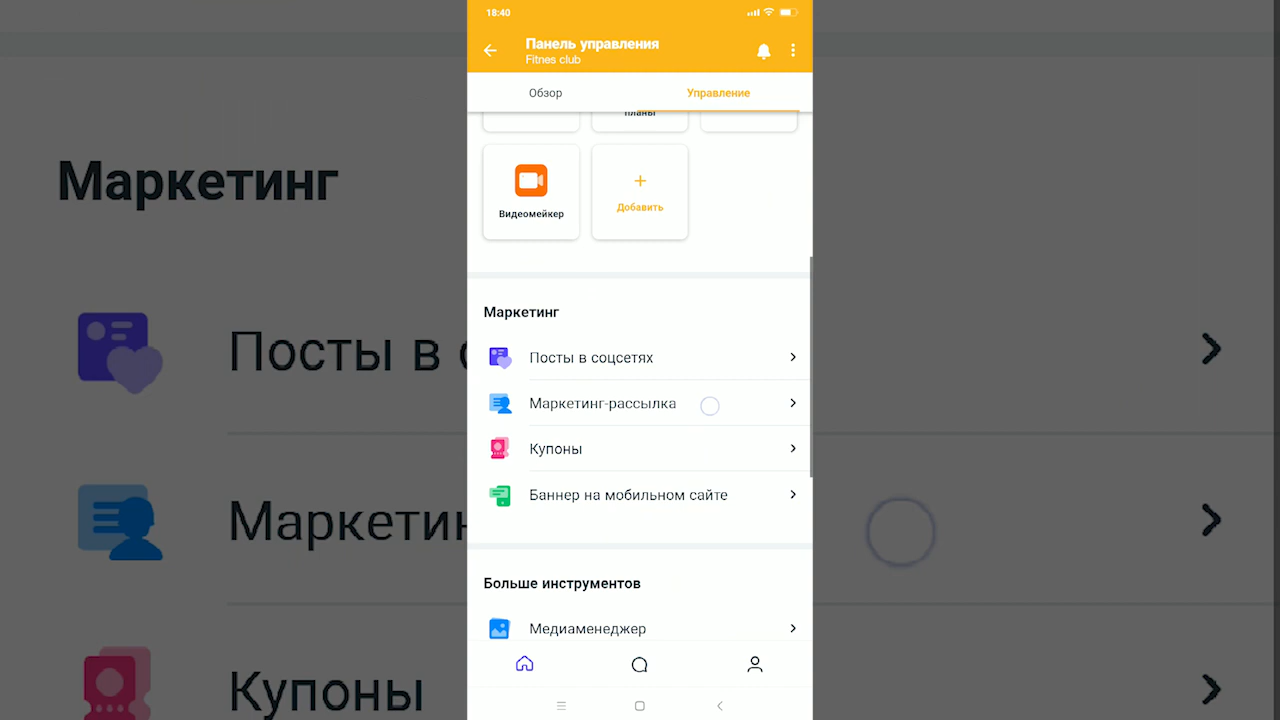 18:40
Панель управления
Fitnes club
Обзор
Управление
планы
Видеомейкер
Добавить
Маркетинг
Посты в соцсетях
Маркетинг-рассылка
Купоны
Баннер на мобильном сайте
Больше инструментов
Медиаменеджер
Маркетинг
Посты в
Маркетин
Купоны